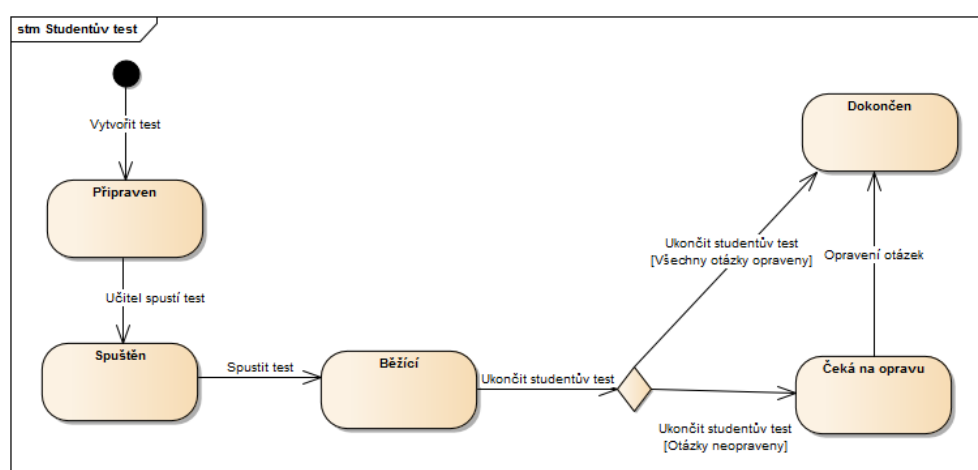 stm Studentův test
Vytvořit test
Připraven
Učitel spustí test
Spuštěn
Spustit test
Běžící
Ukončit studentův test
Ukončit studentův test
[Všechny otázky opraveny]
Dokončen
Opravení otázek
Čeká na opravu
Ukončit studentův test
[Otázky neopraveny]